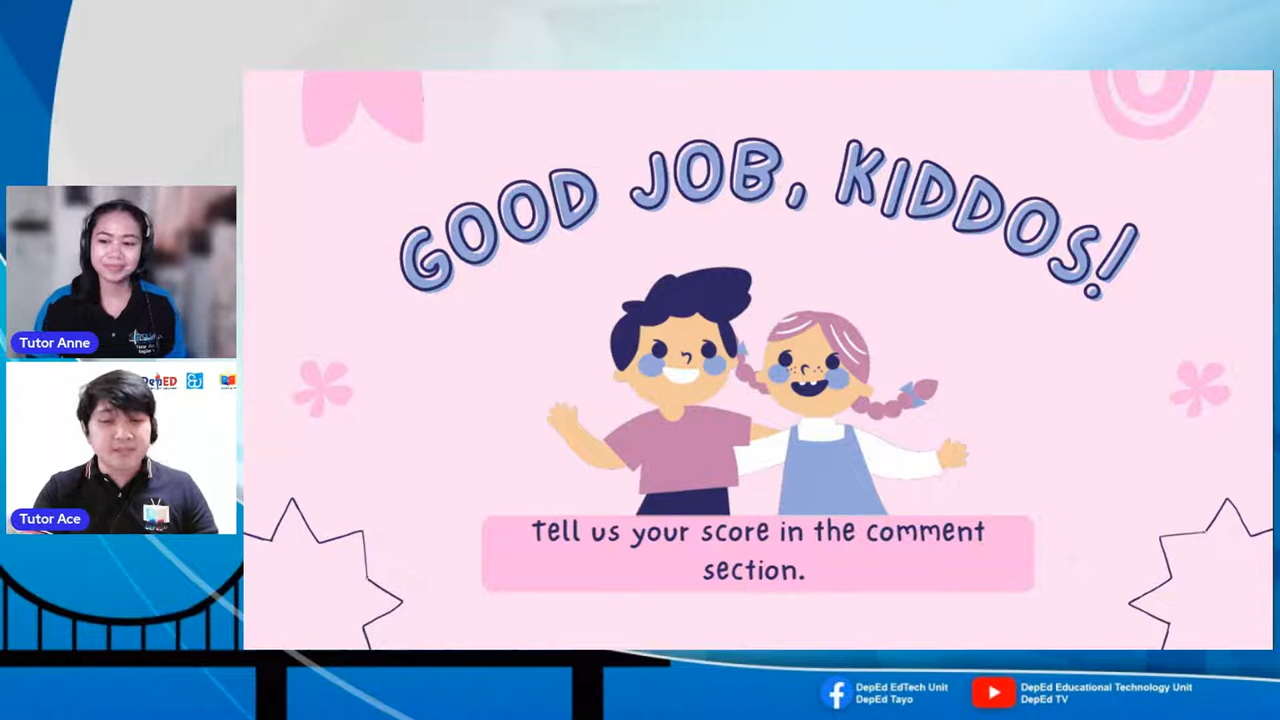 GOOD JOB, KIDDOS!
Tutor Anne
DepED
Tutor Ace
Tell us your score in the comment
section.
DepEd EdTech Unit
DepEd Tayo
DepEd Educational Technology Unit
DepEd TV